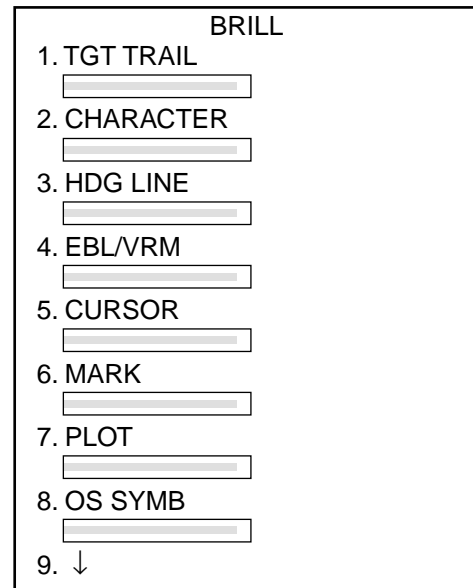 BRILL
1. TGT TRAIL
2. CHARACTER
3. HDG LINE
4. EBL/VRM
5. CURSOR
6. MARK
7. PLOT
8. OS SYMB
9. ↓